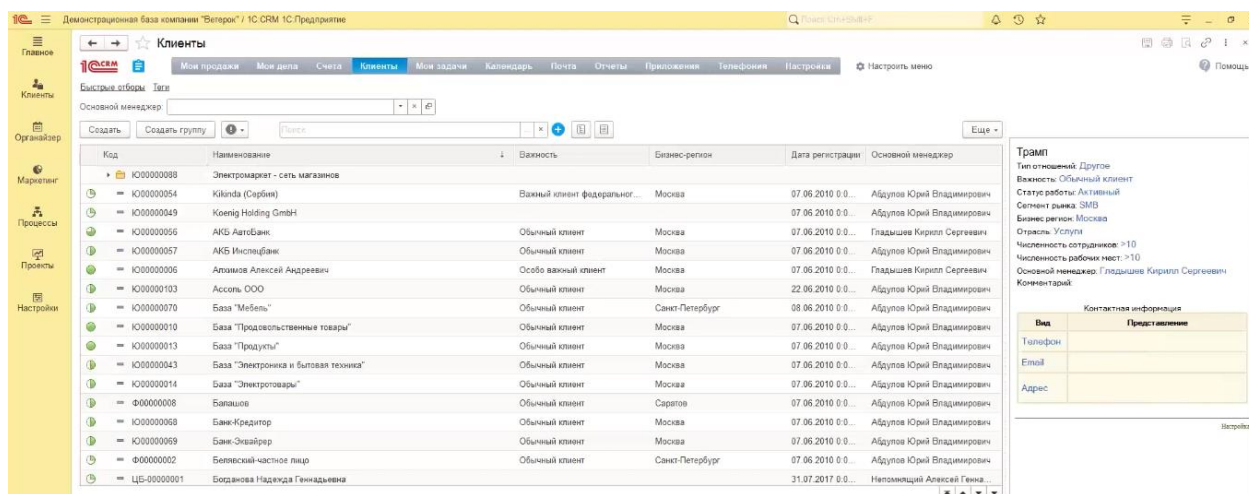 1С Демонстрационная база компании "Ветерок" / 1С:CRM 1С:Предприятие
Поиск Ctrl+Shift+F
Главное
Клиенты
Органайзер
Маркетинг
Процессы
Проекты
Настройки
Клиенты
1С CRM Мои продажи Мои дела Счета Клиенты Мои задачи Календарь Почта Отчеты Приложения Телефония Настройки Настроить меню Помощь
Быстрые отборы Теги
Основной менеджер:
Создать Создать группу Поиск Еще
Код Наименование Важность Бизнес-регион Дата регистрации Основной менеджер
Ю00000088 Электромаркет - сеть магазинов
Ю00000054 Kikinda (Сербия) Важный клиент федеральног... Москва 07.06.2010 0:0... Абдулов Юрий Владимирович
Ю00000049 Koenig Holding GmbH 07.06.2010 0:0... Абдулов Юрий Владимирович
Ю00000056 АКБ АвтоБанк Обычный клиент Москва 07.06.2010 0:0... Гладышев Кирилл Сергеевич
Ю00000057 АКБ Инспецбанк Обычный клиент Москва 07.06.2010 0:0... Абдулов Юрий Владимирович
Ю00000006 Алхимов Алексей Андреевич Особо важный клиент Москва 07.06.2010 0:0... Гладышев Кирилл Сергеевич
Ю00000103 Ассоль ООО Обычный клиент Москва 22.06.2010 0:0... Абдулов Юрий Владимирович
Ю00000070 База "Мебель" Обычный клиент Санкт-Петербург 08.06.2010 0:0... Абдулов Юрий Владимирович
Ю00000010 База "Продовольственные товары" Обычный клиент Москва 07.06.2010 0:0... Абдулов Юрий Владимирович
Ю00000013 База "Продукты" Обычный клиент Москва 07.06.2010 0:0... Абдулов Юрий Владимирович
Ю00000043 База "Электроника и бытовая техника" Обычный клиент Москва 07.06.2010 0:0... Абдулов Юрий Владимирович
Ю00000014 База "Электротовары" Обычный клиент Москва 07.06.2010 0:0... Абдулов Юрий Владимирович
Ф00000008 Балашов Обычный клиент Саратов 07.06.2010 0:0... Абдулов Юрий Владимирович
Ю00000068 Банк-Кредитор Обычный клиент Москва 07.06.2010 0:0... Абдулов Юрий Владимирович
Ю00000069 Банк-Эквайрер Обычный клиент Москва 07.06.2010 0:0... Абдулов Юрий Владимирович
Ф00000002 Белявский-частное лицо Обычный клиент Санкт-Петербург 07.06.2010 0:0... Абдулов Юрий Владимирович
ЦБ-00000001 Богданова Надежда Геннадьевна 31.07.2017 0:0... Непомнящий Алексей Генна...
Трамп
Тип отношений: Другое
Важность: Обычный клиент
Статус работы: Активный
Сегмент рынка: SMB
Бизнес регион: Москва
Отрасль: Услуги
Численность сотрудников: >10
Численность рабочих мест: >10
Основной менеджер: Гладышев Кирилл Сергеевич
Комментарий:
Контактная информация
Вид Представление
Телефон
Email
Адрес
Настройка